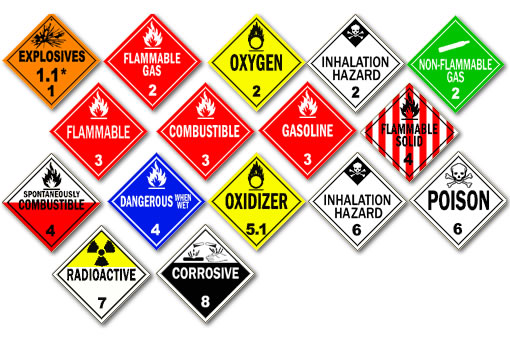 EXPLOSIVES
1.1*
1
FLAMMABLE
GAS
2
OXYGEN
2
INHALATION
HAZARD
2
NON-FLAMMABLE
GAS
2
FLAMMABLE
3
COMBUSTIBLE
3
GASOLINE
3
FLAMMABLE
SOLID
4
SPONTANEOUSLY
COMBUSTIBLE
4
DANGEROUS WHEN WET
4
OXIDIZER
5.1
INHALATION
HAZARD
6
POISON
6
RADIOACTIVE
7
CORROSIVE
8